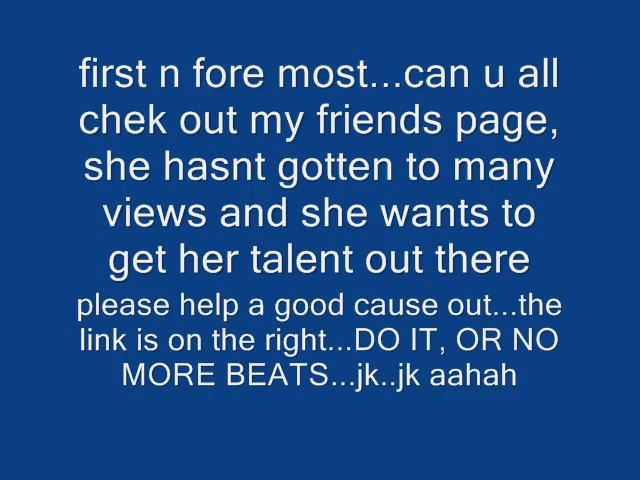 first n fore most...can u all
chek out my friends page,
she hasnt gotten to many
views and she wants to
get her talent out there
please help a good cause out...the
link is on the right...DO IT, OR NO
MORE BEATS...jk..jk aahah